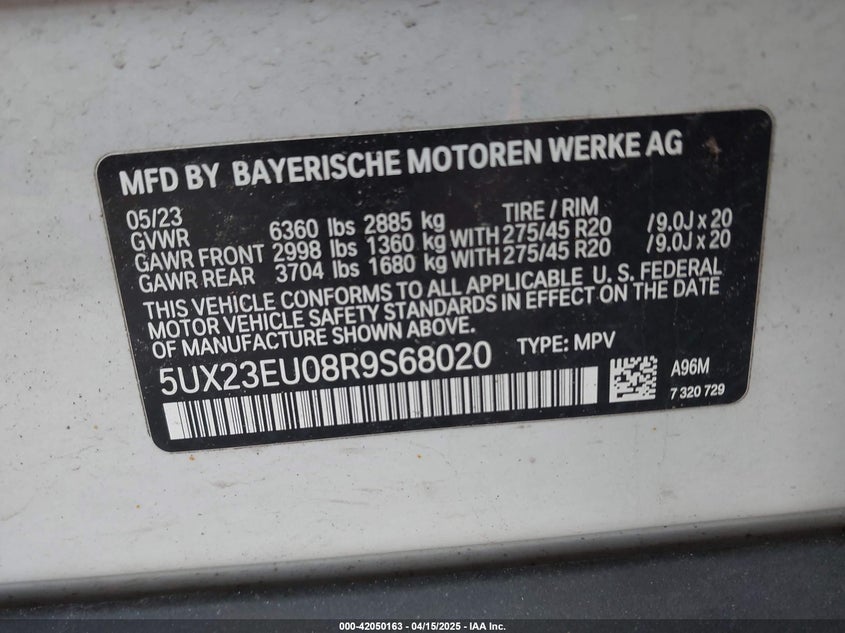 MFD BY BAYERISCHE MOTOREN WERKE AG
05/23 TIRE / RIM
GVWR 6360 lbs 2885 kg
GAWR FRONT 2998 lbs 1360 kg WITH 275/45 R20 /9.0J x 20
GAWR REAR 3704 lbs 1680 kg WITH 275/45 R20 /9.0J x 20
THIS VEHICLE CONFORMS TO ALL APPLICABLE U. S. FEDERAL
MOTOR VEHICLE SAFETY STANDARDS IN EFFECT ON THE DATE
OF MANUFACTURE SHOWN ABOVE.
5UX23EU08R9S68020 TYPE: MPV
A96M
7 320 729
000-42050163 - 04/15/2025 - IAA Inc.